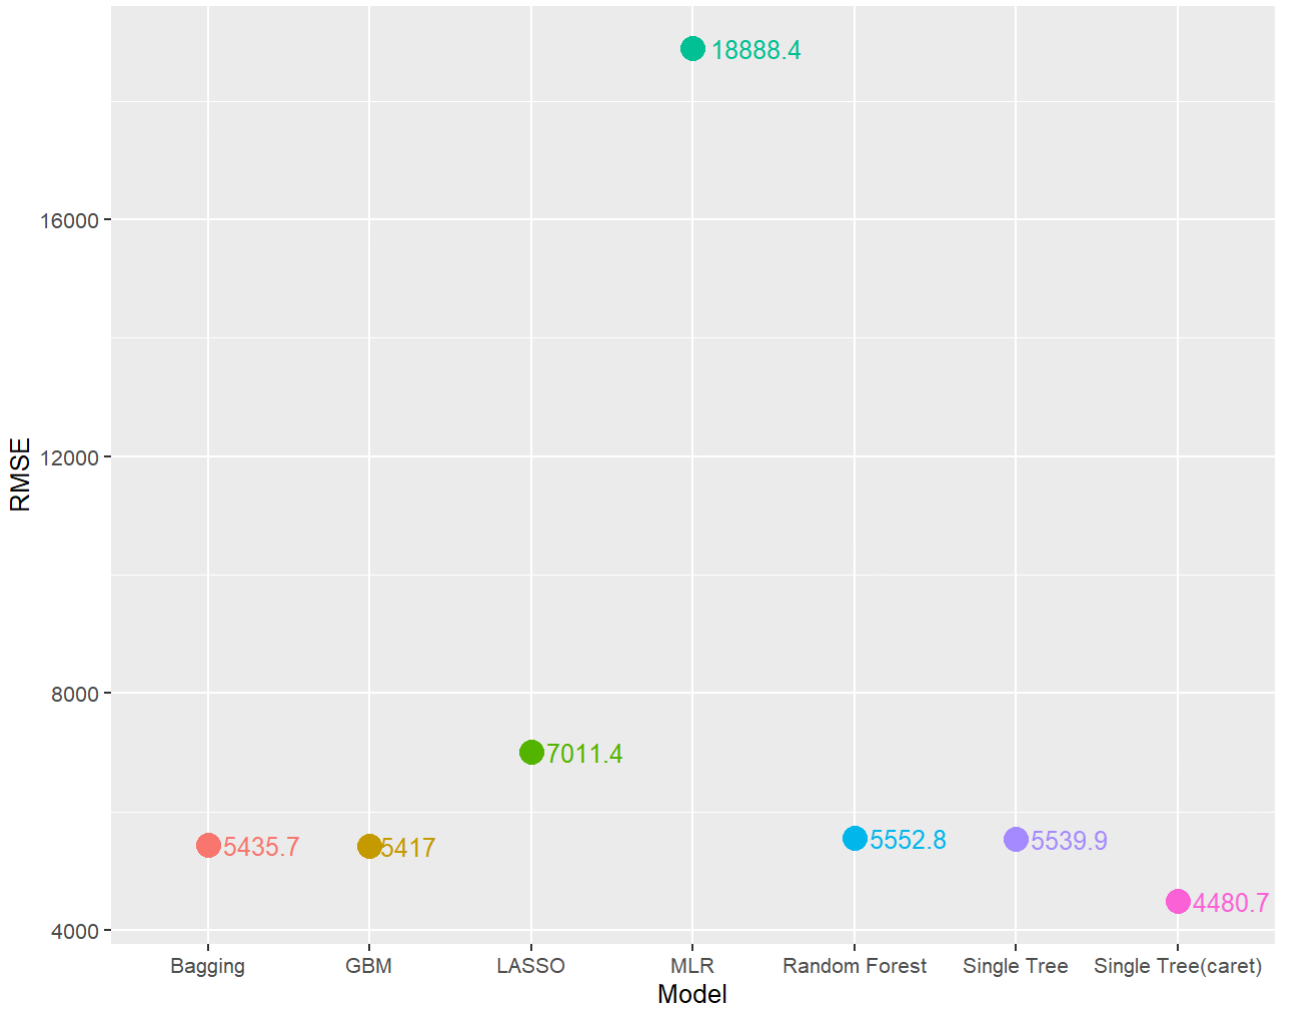 18888.4
16000
12000
8000
7011.4
5435.7
5417
5552.8
5539.9
4480.7
4000
RMSE
Bagging
GBM
LASSO
MLR
Random Forest
Single Tree
Single Tree(caret)
Model